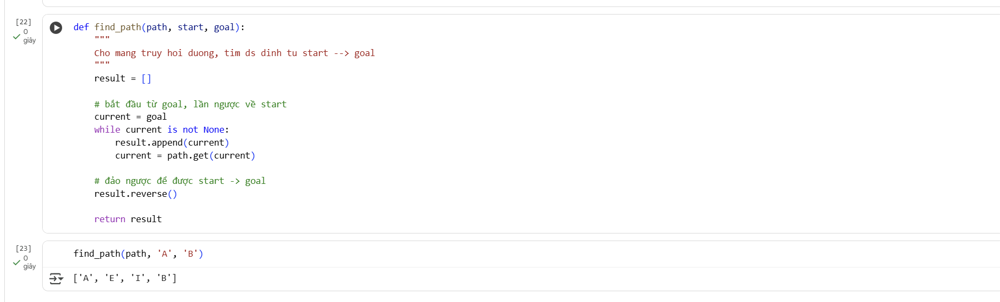 [22]
0
giây
def find_path(path, start, goal):
    """
    Cho mang truy hoi duong, tim ds dinh tu start --> goal
    """
    result = []
    # bắt đầu từ goal, lần ngược về start
    current = goal
    while current is not None:
        result.append(current)
        current = path.get(current)
    # đảo ngược để được start -> goal
    result.reverse()
    return result
[23]
0
giây
find_path(path, 'A', 'B')
['A', 'E', 'I', 'B']